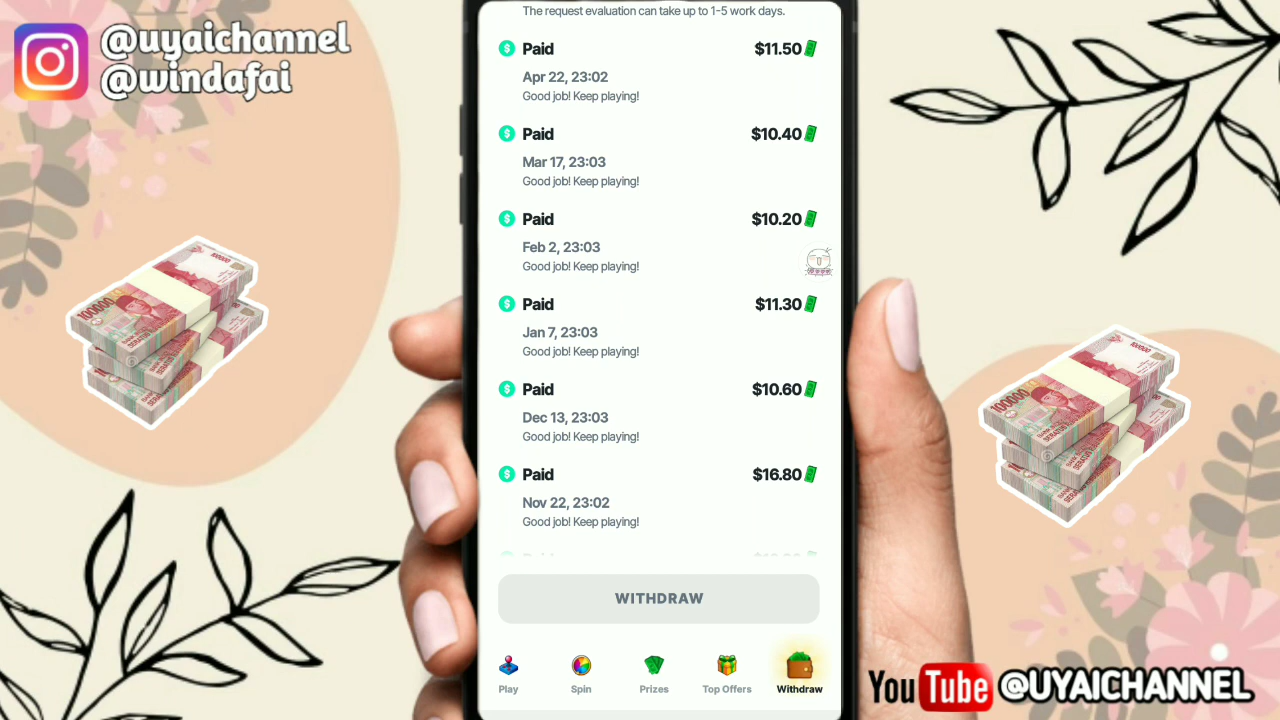 @uyaichannel
@windafai
The request evaluation can take up to 1-5 work days.
Paid $11.50
Apr 22, 23:02
Good job! Keep playing!
Paid $10.40
Mar 17, 23:03
Good job! Keep playing!
Paid $10.20
Feb 2, 23:03
Good job! Keep playing!
Paid $11.30
Jan 7, 23:03
Good job! Keep playing!
Paid $10.60
Dec 13, 23:03
Good job! Keep playing!
Paid $16.80
Nov 22, 23:02
Good job! Keep playing!
WITHDRAW
Play
Spin
Prizes
Top Offers
Withdraw
YouTube @UYAICHANNEL
100000
100000
100000
100000